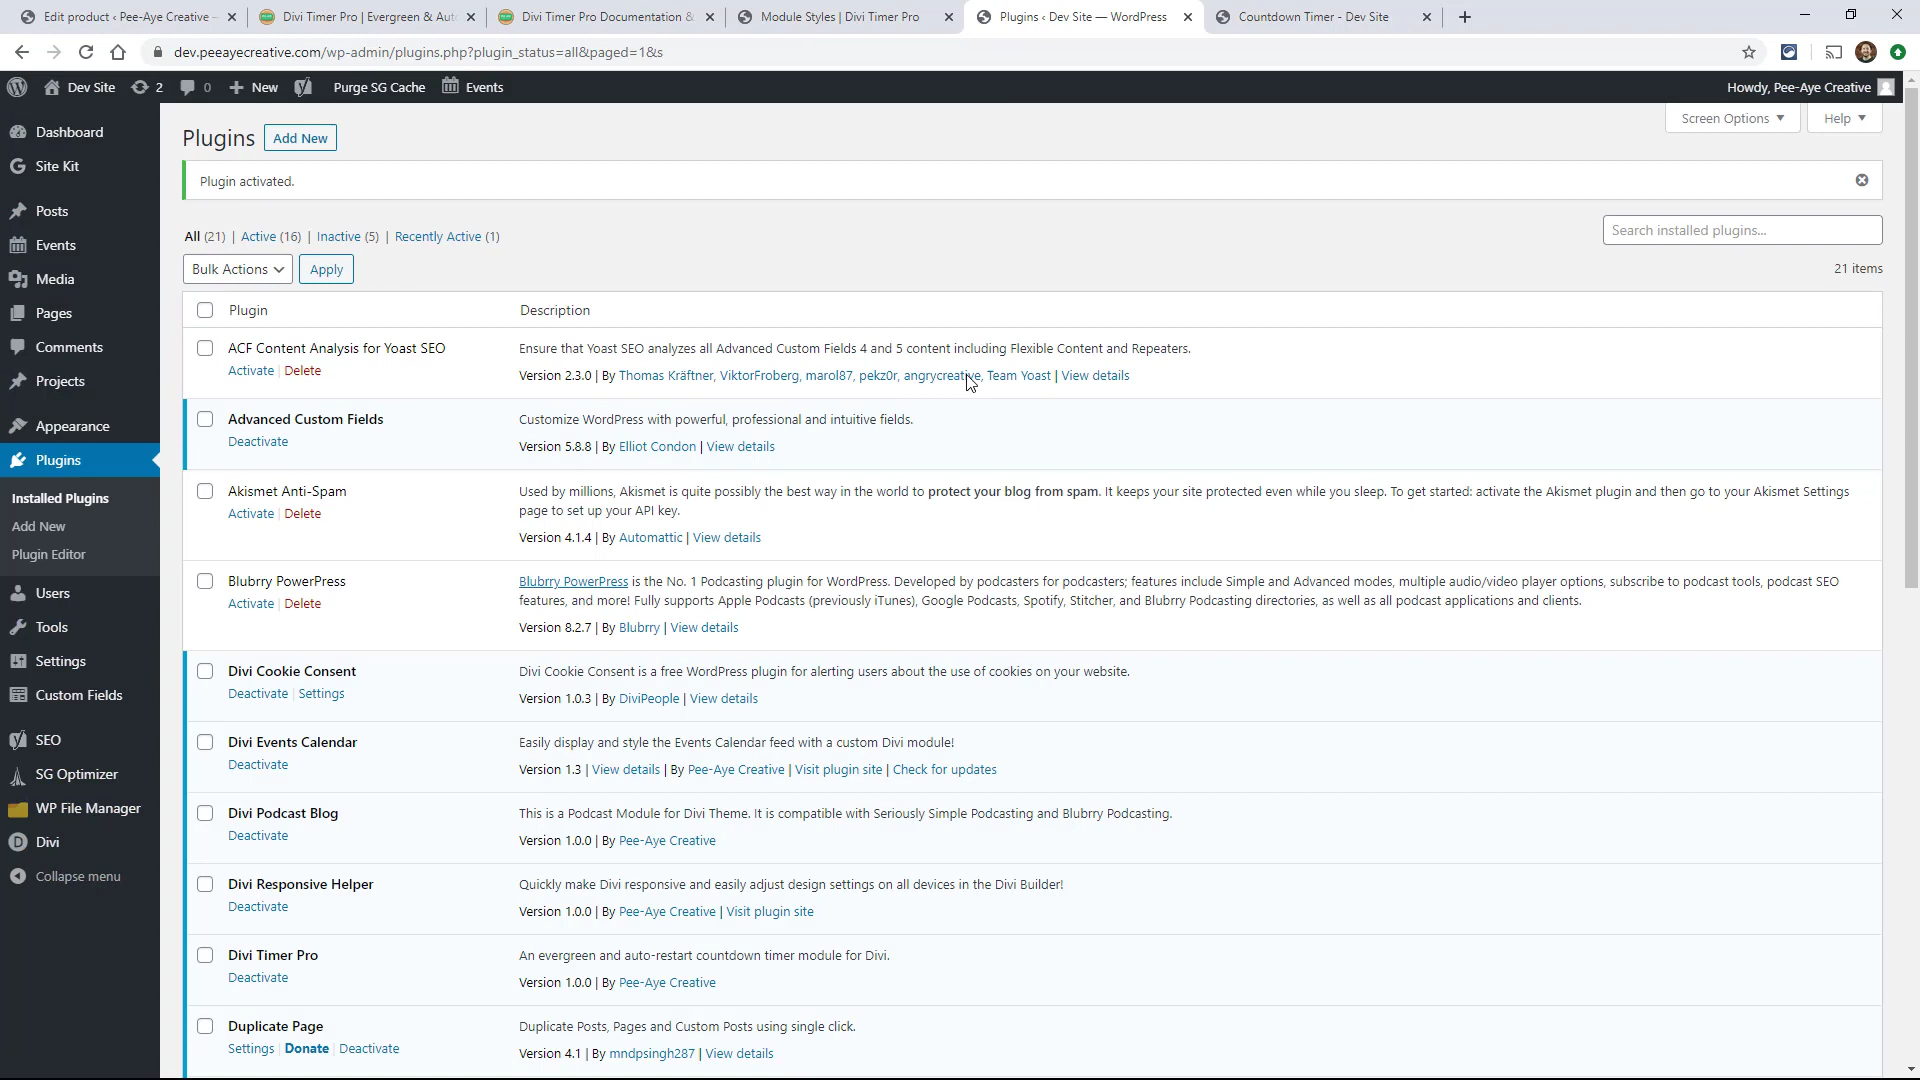 Edit product ‹ Pee-Aye Creative –
Divi Timer Pro | Evergreen & Aut
Divi Timer Pro Documentation &
Module Styles | Divi Timer Pro
Plugins ‹ Dev Site — WordPress
Countdown Timer - Dev Site
dev.peeayecreative.com/wp-admin/plugins.php?plugin_status=all&paged=1&s
Dev Site
2
0
New
Purge SG Cache
Events
Howdy, Pee-Aye Creative
Dashboard
Site Kit
Posts
Events
Media
Pages
Comments
Projects
Appearance
Plugins
Installed Plugins
Add New
Plugin Editor
Users
Tools
Settings
Custom Fields
SEO
SG Optimizer
WP File Manager
Divi
Collapse menu
Screen Options
Help
Plugins
Add New
Plugin activated.
All (21) | Active (16) | Inactive (5) | Recently Active (1)
Search installed plugins...
Bulk Actions
Apply
21 items
Plugin
Description
ACF Content Analysis for Yoast SEO
Activate | Delete
Ensure that Yoast SEO analyzes all Advanced Custom Fields 4 and 5 content including Flexible Content and Repeaters.
Version 2.3.0 | By Thomas Kräftner, ViktorFroberg, marol87, pekz0r, angrycreative, Team Yoast | View details
Advanced Custom Fields
Deactivate
Customize WordPress with powerful, professional and intuitive fields.
Version 5.8.8 | By Elliot Condon | View details
Akismet Anti-Spam
Activate | Delete
Used by millions, Akismet is quite possibly the best way in the world to protect your blog from spam. It keeps your site protected even while you sleep. To get started: activate the Akismet plugin and then go to your Akismet Settings
page to set up your API key.
Version 4.1.4 | By Automattic | View details
Blubrry PowerPress
Activate | Delete
Blubrry PowerPress is the No. 1 Podcasting plugin for WordPress. Developed by podcasters for podcasters; features include Simple and Advanced modes, multiple audio/video player options, subscribe to podcast tools, podcast SEO
features, and more! Fully supports Apple Podcasts (previously iTunes), Google Podcasts, Spotify, Stitcher, and Blubrry Podcasting directories, as well as all podcast applications and clients.
Version 8.2.7 | By Blubrry | View details
Divi Cookie Consent
Deactivate | Settings
Divi Cookie Consent is a free WordPress plugin for alerting users about the use of cookies on your website.
Version 1.0.3 | By DiviPeople | View details
Divi Events Calendar
Deactivate
Easily display and style the Events Calendar feed with a custom Divi module!
Version 1.3 | View details | By Pee-Aye Creative | Visit plugin site | Check for updates
Divi Podcast Blog
Deactivate
This is a Podcast Module for Divi Theme. It is compatible with Seriously Simple Podcasting and Blubrry Podcasting.
Version 1.0.0 | By Pee-Aye Creative
Divi Responsive Helper
Deactivate
Quickly make Divi responsive and easily adjust design settings on all devices in the Divi Builder!
Version 1.0.0 | By Pee-Aye Creative | Visit plugin site
Divi Timer Pro
Deactivate
An evergreen and auto-restart countdown timer module for Divi.
Version 1.0.0 | By Pee-Aye Creative
Duplicate Page
Settings | Donate | Deactivate
Duplicate Posts, Pages and Custom Posts using single click.
Version 4.1 | By mndpsingh287 | View details